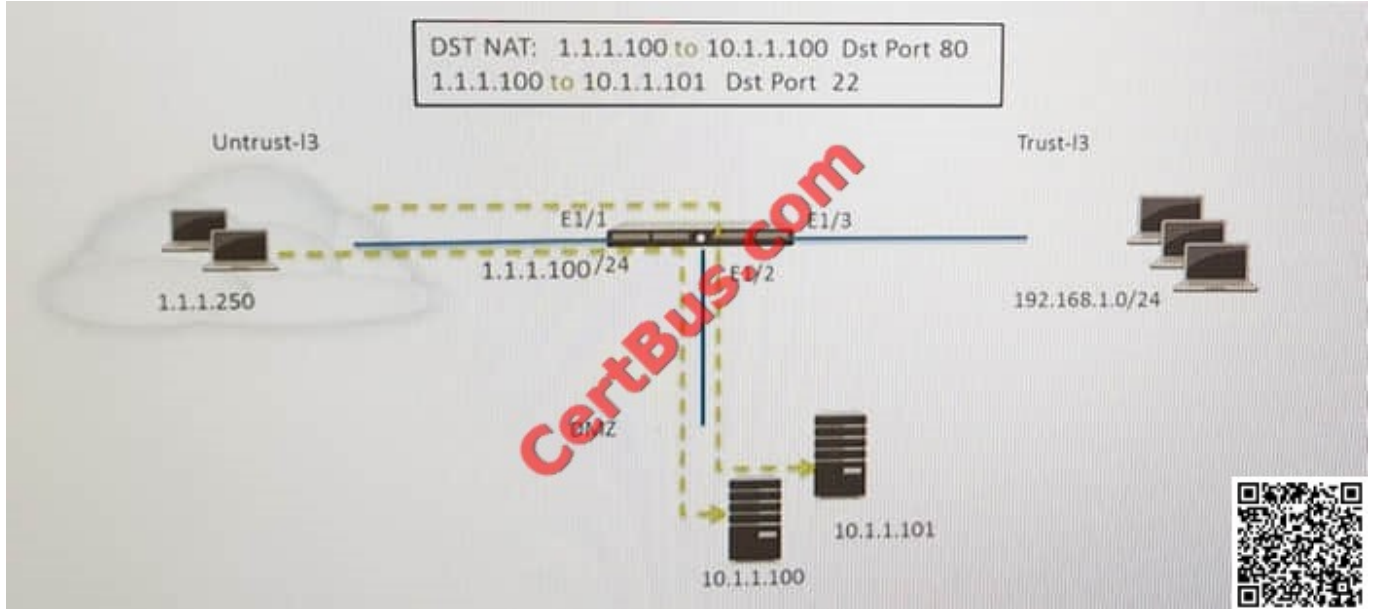 DST NAT: 1.1.1.100 to 10.1.1.100 Dst Port 80
1.1.1.100 to 10.1.1.101 Dst Port 22
Untrust-l3
Trust-l3
E1/1
E1/3
1.1.1.100/24
E1/2
1.1.1.250
192.168.1.0/24
CertBus.com
DMZ
10.1.1.101
10.1.1.100